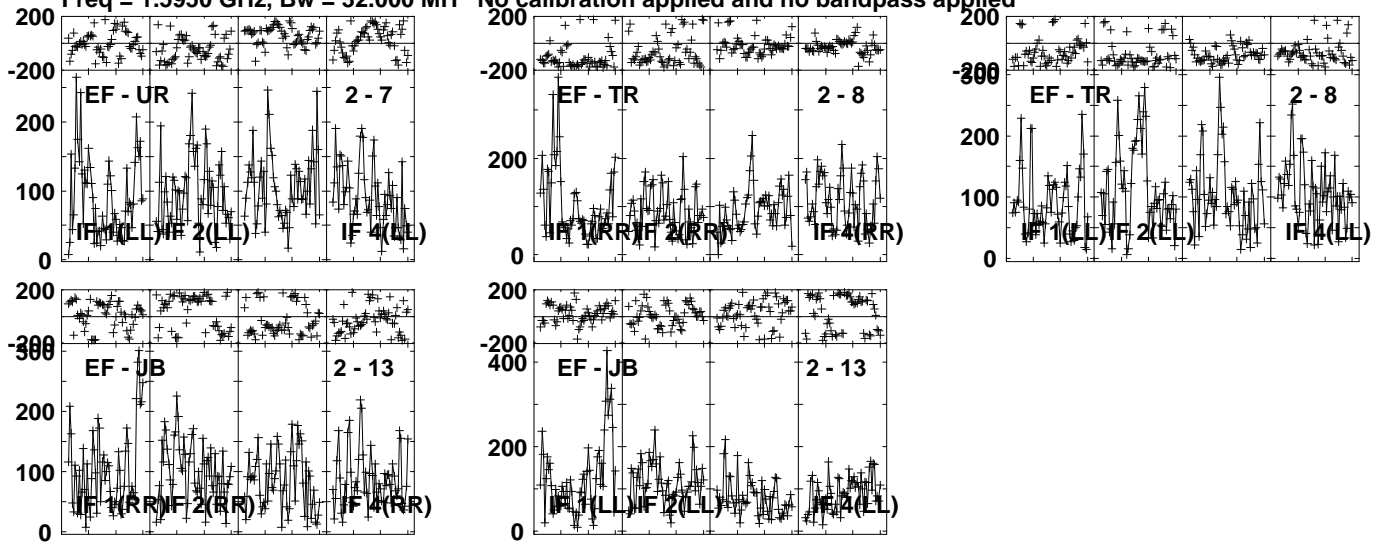 Freq = 1.5950 GHz, Bw = 32.000 MH No calibration applied and no bandpass applied
200
-200
EF - UR 2 - 7
200
100
0
IF 1(LL) IF 2(LL) IF 4(LL)
200
-200
EF - TR 2 - 8
200
0
IF 1(RR) IF 2(RR) IF 4(RR)
200
-200
300
EF - TR 2 - 8
200
100
0
IF 1(LL) IF 2(LL) IF 4(LL)
200
-200
300
EF - JB 2 - 13
200
100
0
IF 1(RR) IF 2(RR) IF 4(RR)
200
-200
400
EF - JB 2 - 13
200
0
IF 1(LL) IF 2(LL) IF 4(LL)